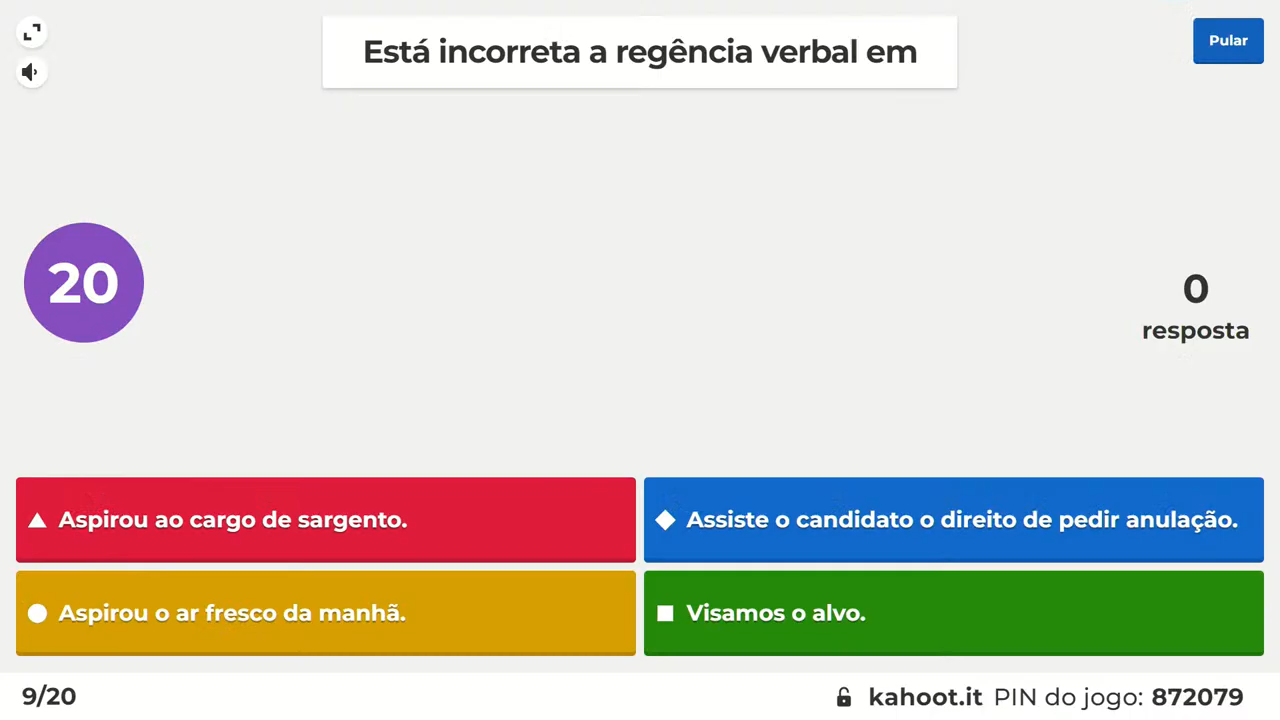 Está incorreta a regência verbal em
Pular
20
0
resposta
Aspirou ao cargo de sargento.
Assiste o candidato o direito de pedir anulação.
Aspirou o ar fresco da manhã.
Visamos o alvo.
9/20
kahoot.it PIN do jogo: 872079